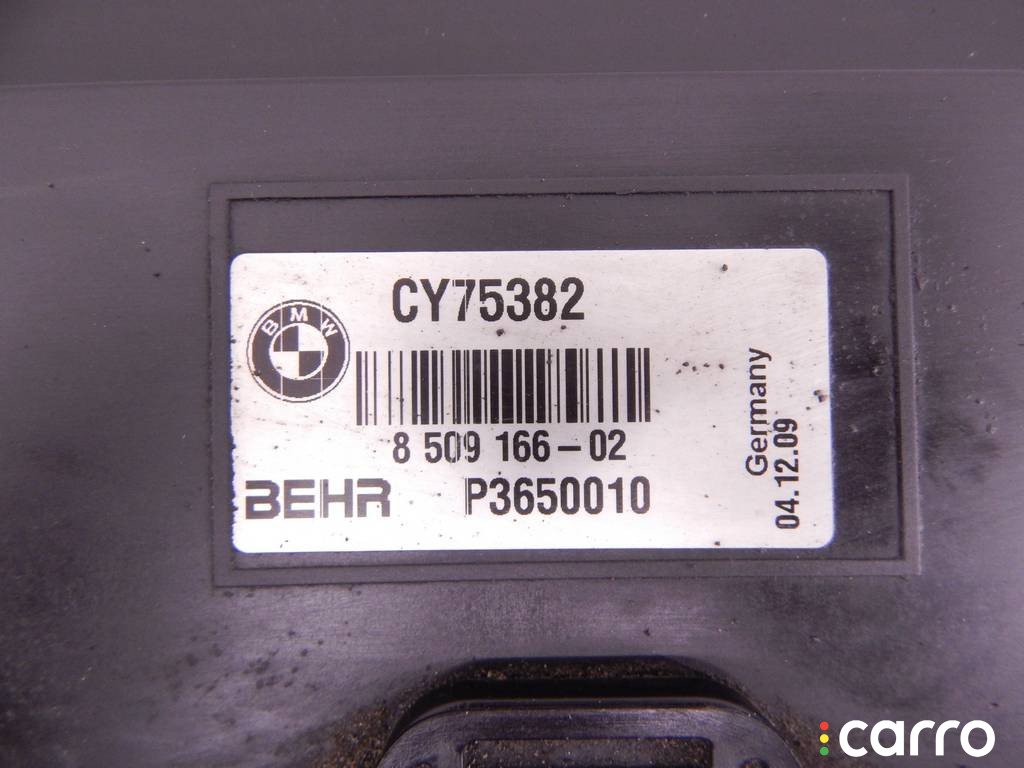 CY75382
BMW
8 509 166-02
BEHR P3650010
Germany
04.12.09
carro